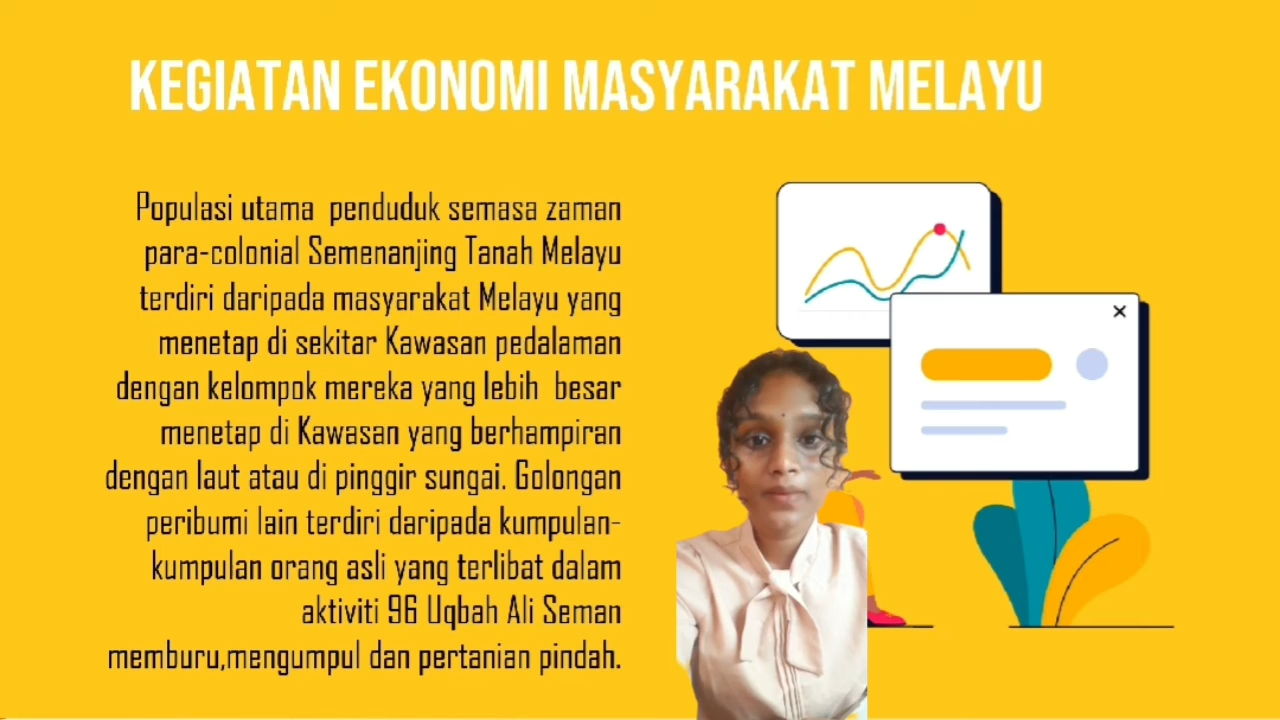 KEGIATAN EKONOMI MASYARAKAT MELAYU
Populasi utama penduduk semasa zaman
para-colonial Semenanjing Tanah Melayu
terdiri daripada masyarakat Melayu yang
menetap di sekitar Kawasan pedalaman
dengan kelompok mereka yang lebih besar
menetap di Kawasan yang berhampiran
dengan laut atau di pinggir sungai. Golongan
peribumi lain terdiri daripada kumpulan-
kumpulan orang asli yang terlibat dalam
aktiviti 96 Uqbah Ali Seman
memburu,mengumpul dan pertanian pindah.